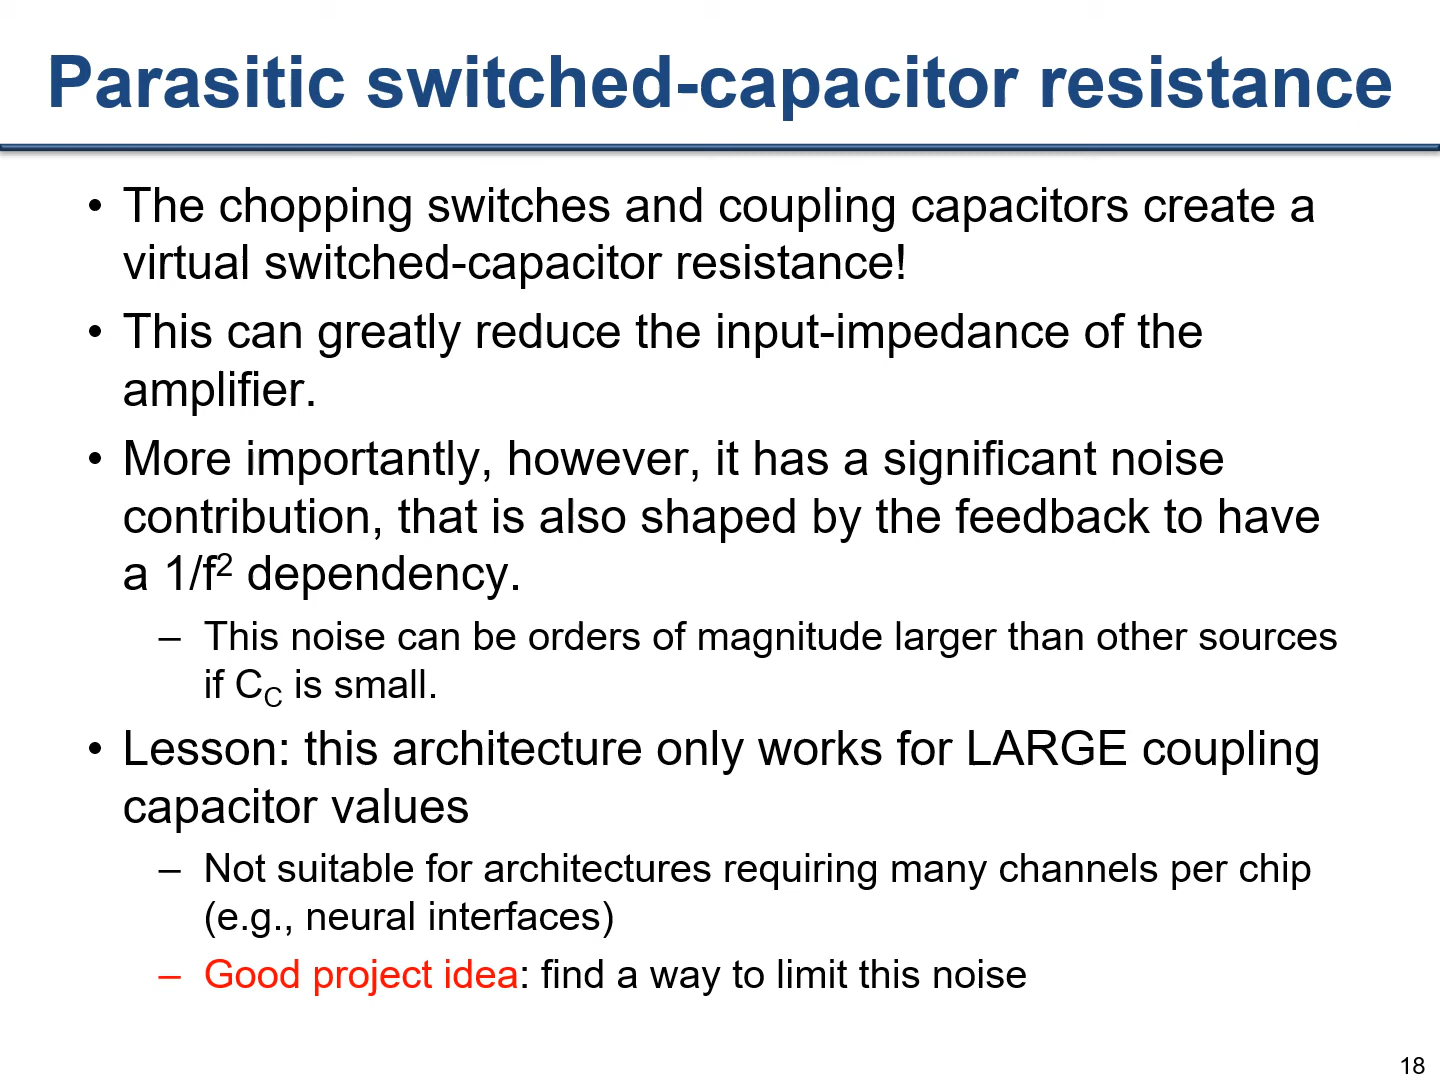 Parasitic switched-capacitor resistance
• The chopping switches and coupling capacitors create a
virtual switched-capacitor resistance!
• This can greatly reduce the input-impedance of the
amplifier.
• More importantly, however, it has a significant noise
contribution, that is also shaped by the feedback to have
a 1/f² dependency.
– This noise can be orders of magnitude larger than other sources
if C_C is small.
• Lesson: this architecture only works for LARGE coupling
capacitor values
– Not suitable for architectures requiring many channels per chip
(e.g., neural interfaces)
– Good project idea: find a way to limit this noise
18